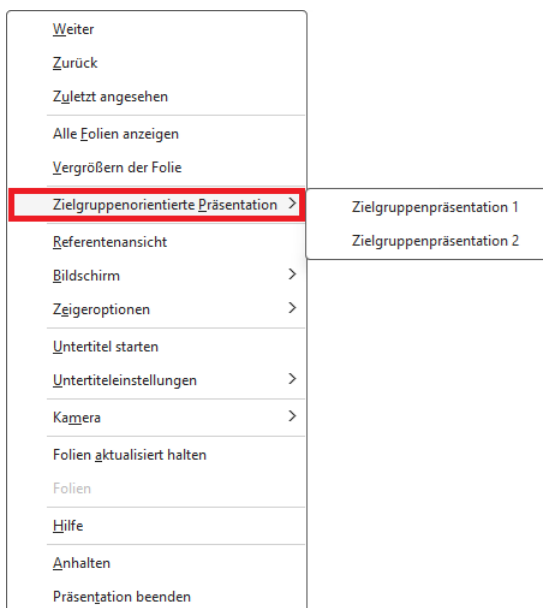 Weiter
Zurück
Zuletzt angesehen
Alle Folien anzeigen
Vergrößern der Folie
Zielgruppenorientierte Präsentation
Zielgruppenpräsentation 1
Zielgruppenpräsentation 2
Referentenansicht
Bildschirm
Zeigeroptionen
Untertitel starten
Untertiteleinstellungen
Kamera
Folien aktualisiert halten
Folien
Hilfe
Anhalten
Präsentation beenden